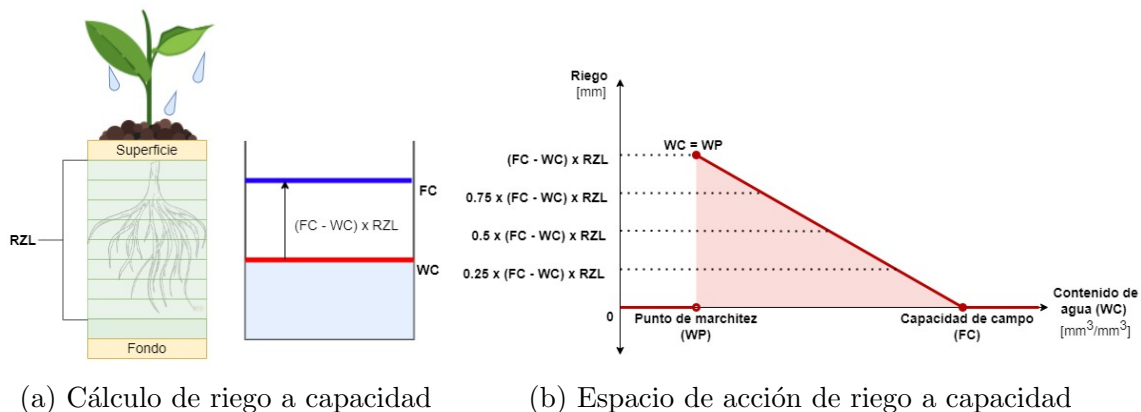 Superficie
RZL
Fondo
FC
(FC - WC) x RZL
WC
Riego
[mm]
WC = WP
(FC - WC) x RZL
0.75 x (FC - WC) x RZL
0.5 x (FC - WC) x RZL
0.25 x (FC - WC) x RZL
0
Punto de marchitez
(WP)
Capacidad de campo
(FC)
Contenido de
agua (WC)
[mm³/mm³]
(a) Cálculo de riego a capacidad
(b) Espacio de acción de riego a capacidad